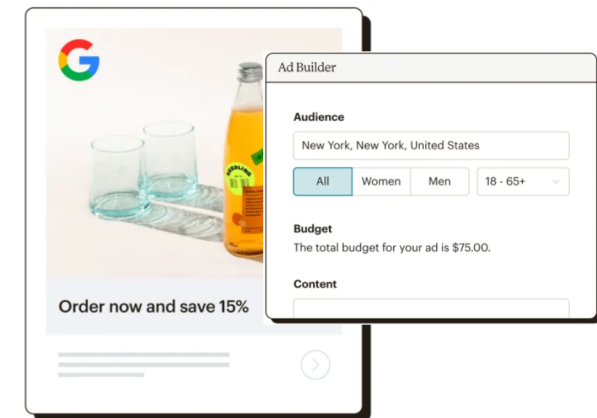 Ad Builder
Audience
New York, New York, United States
All Women Men 18 - 65+
Budget
The total budget for your ad is $75.00.
Content
SEEDLING
Order now and save 15%